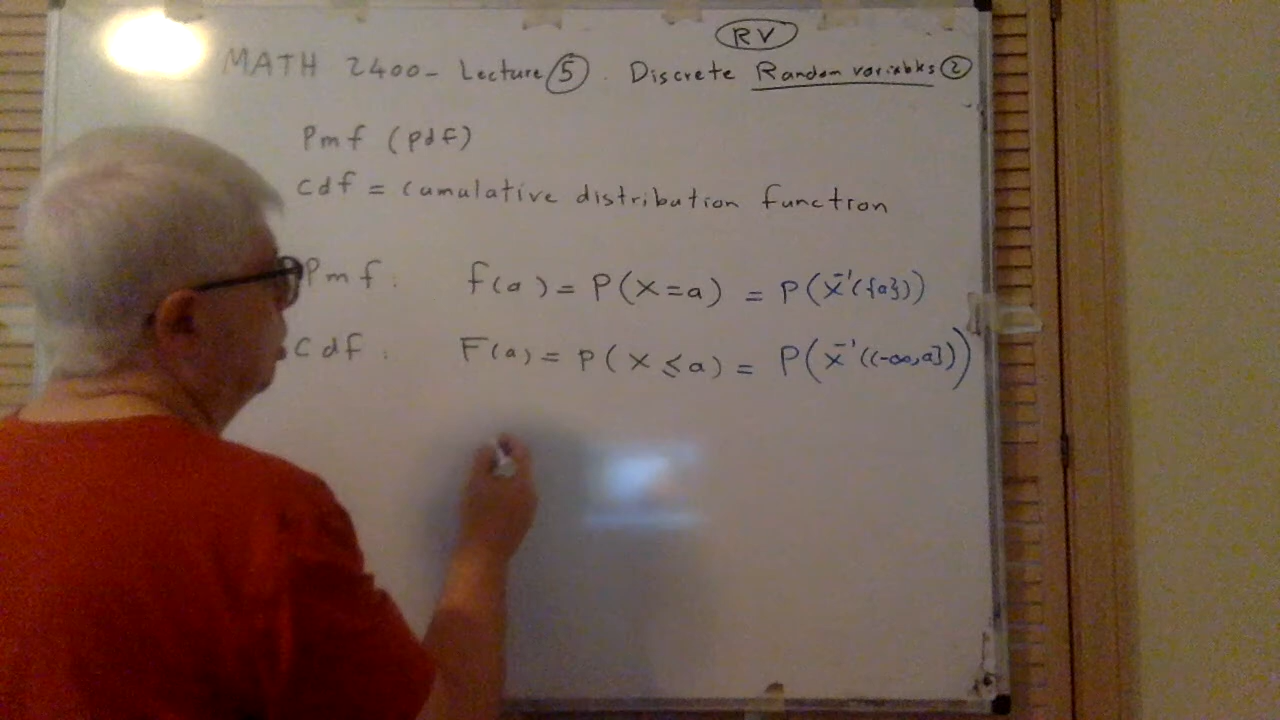 RV
MATH 2400- Lecture 5. Discrete Random variables 2
Pmf (pdf)
Cdf = cumulative distribution function
Pmf: f(a) = P(X=a) = P(X⁻¹({a}))
Cdf: F(a) = P(X≤a) = P(X⁻¹((-∞,a]))